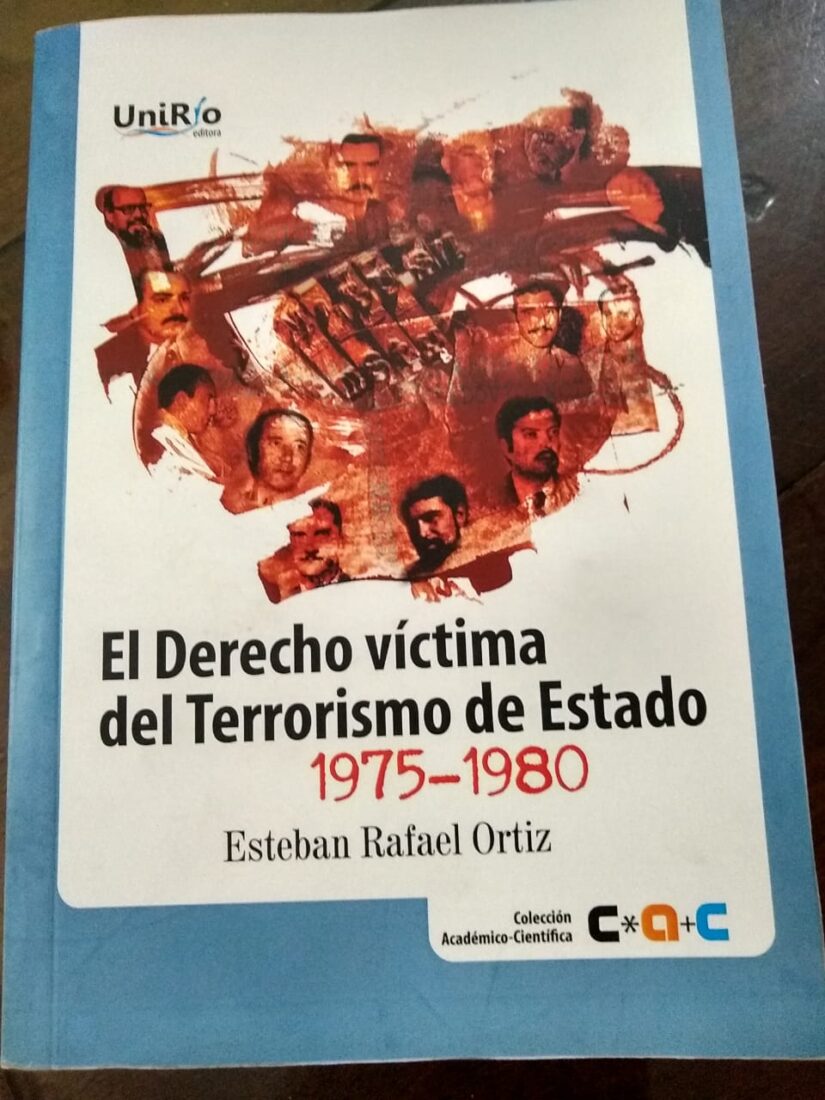 UniRío
editora
El Derecho víctima
del Terrorismo de Estado
1975-1980
Esteban Rafael Ortiz
Colección
Académico-Científica
c*a+c